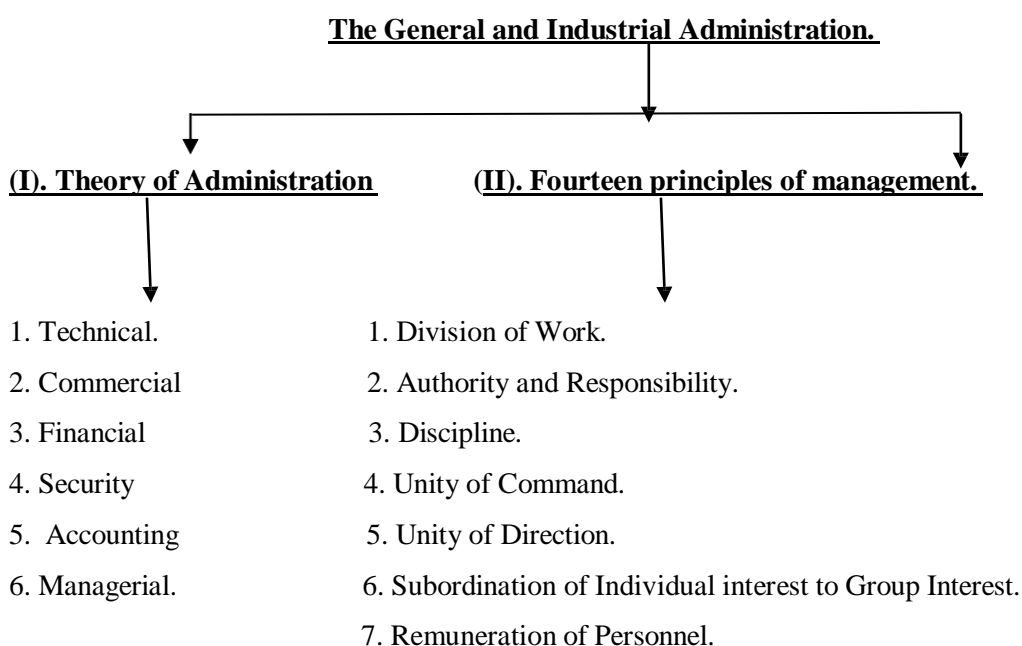 The General and Industrial Administration.
(I). Theory of Administration (II). Fourteen principles of management.
1. Technical. 1. Division of Work.
2. Commercial 2. Authority and Responsibility.
3. Financial 3. Discipline.
4. Security 4. Unity of Command.
5. Accounting 5. Unity of Direction.
6. Managerial. 6. Subordination of Individual interest to Group Interest.
7. Remuneration of Personnel.